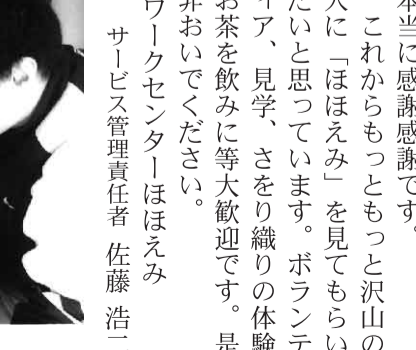 本当に感謝感謝です。
これからもっともっと沢山の
人に「ほほえみ」を見てもらい
たいと思っています。ボランテ
ィア、見学、さをり織りの体験
お茶を飲みに等大歓迎です。是
非おいでください。
ワークセンターほほえみ
サービス管理責任者 佐藤 浩